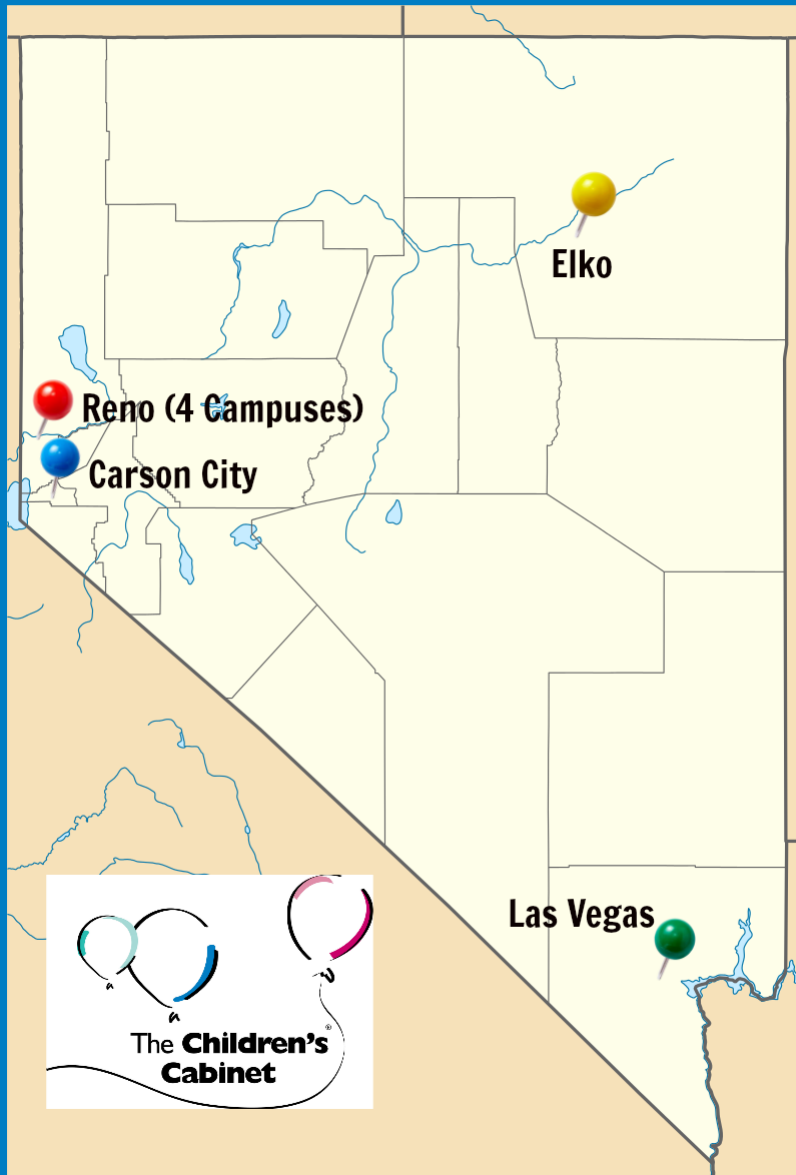 Elko
Reno (4 Campuses)
Carson City
Las Vegas
The Children's®
Cabinet